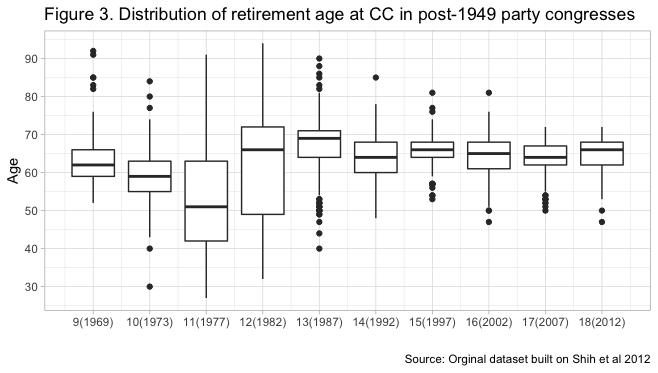 Figure 3. Distribution of retirement age at CC in post-1949 party congresses
Age
90
80
70
60
50
40
30
9(1969) 10(1973) 11(1977) 12(1982) 13(1987) 14(1992) 15(1997) 16(2002) 17(2007) 18(2012)
Source: Orginal dataset built on Shih et al 2012